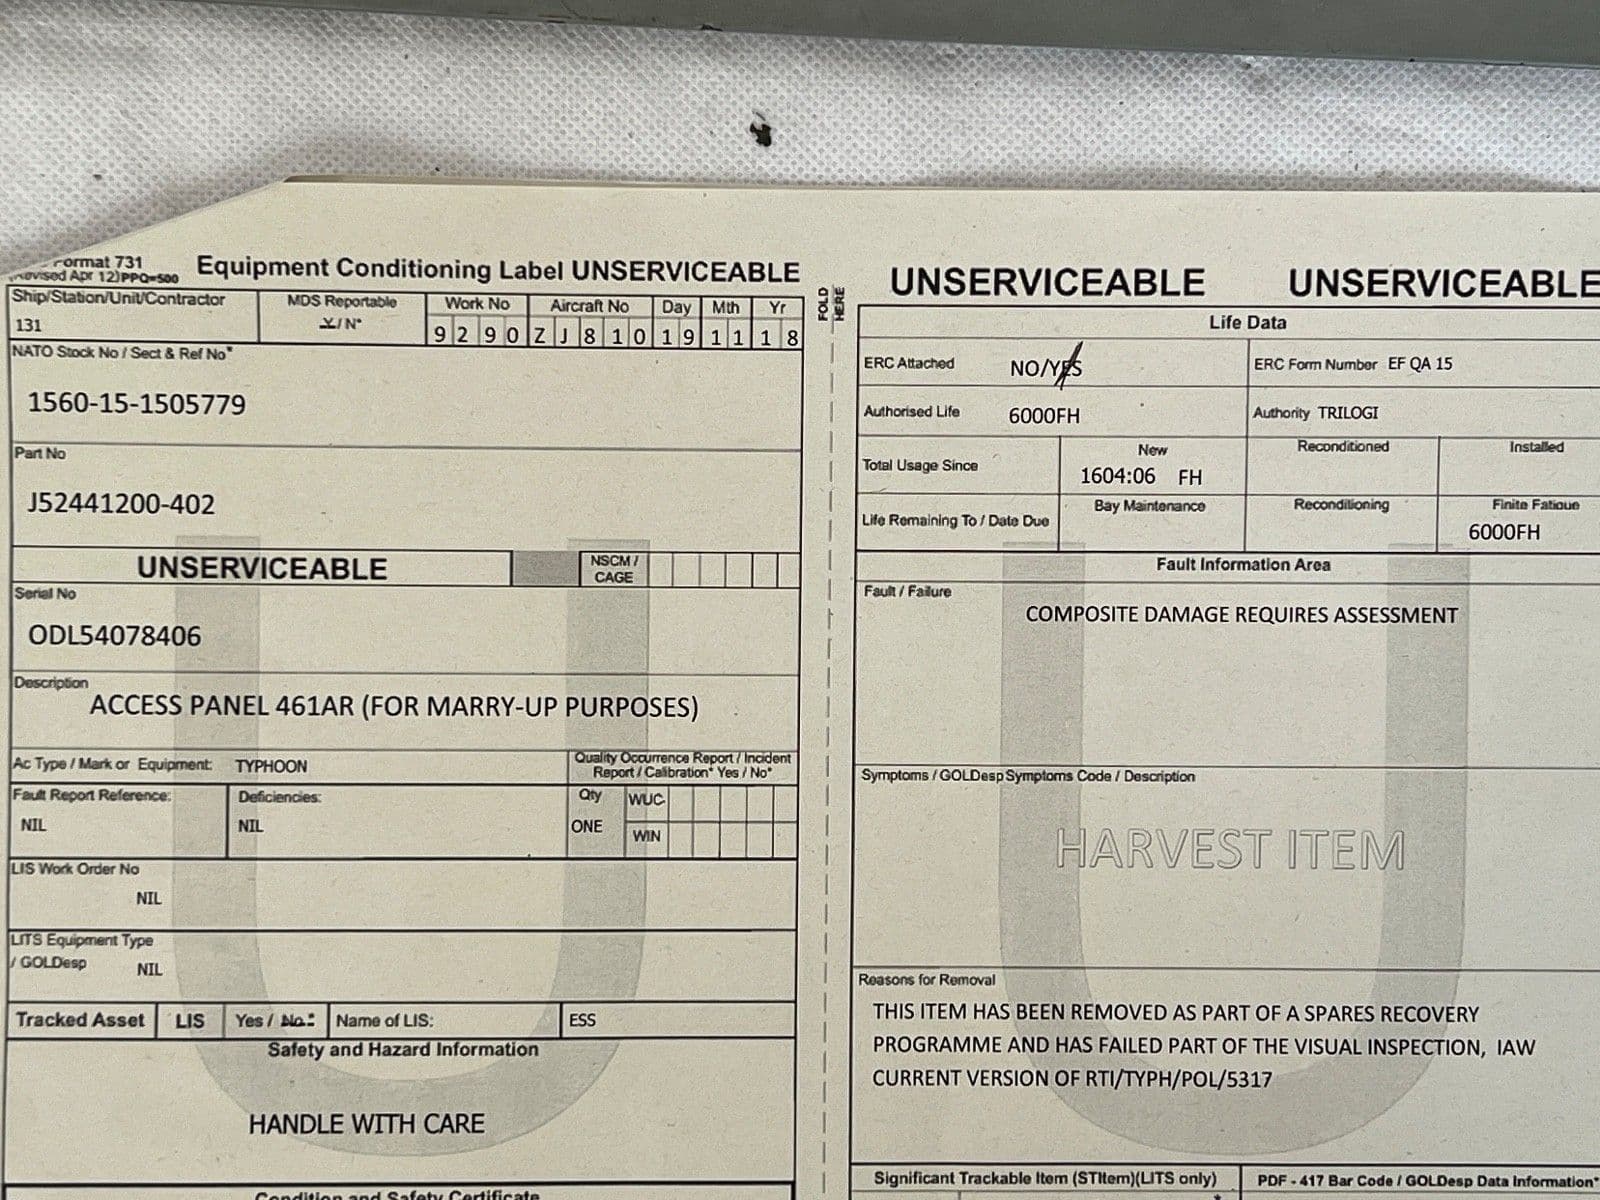 Format 731
(Revised Apr 12)PPQ=500
Equipment Conditioning Label UNSERVICEABLE
Ship/Station/Unit/Contractor
131
MDS Reportable
Y/N*
Work No
9290
Aircraft No
ZJ810
Day
19
Mth
11
Yr
18
NATO Stock No / Sect & Ref No*
1560-15-1505779
Part No
J52441200-402
UNSERVICEABLE
NSCM /
CAGE
Serial No
ODL54078406
Description
ACCESS PANEL 461AR (FOR MARRY-UP PURPOSES)
Ac Type / Mark or Equipment: TYPHOON
Quality Occurrence Report / Incident
Report / Calibration* Yes / No*
Fault Report Reference:
NIL
Deficiencies:
NIL
Qty
ONE
WUC
WIN
LIS Work Order No
NIL
LITS Equipment Type
/ GOLDesp
NIL
Tracked Asset
LIS
Yes / No.*
Name of LIS:
ESS
Safety and Hazard Information
HANDLE WITH CARE
Condition and Safety Certificate
FOLD
HERE
UNSERVICEABLE UNSERVICEABLE
Life Data
ERC Attached NO/YES
ERC Form Number EF QA 15
Authorised Life 6000FH
Authority TRILOGI
Total Usage Since
New
1604:06 FH
Reconditioned
Installed
Life Remaining To / Date Due
Bay Maintenance
Reconditioning
Finite Fatigue
6000FH
Fault Information Area
Fault / Failure
COMPOSITE DAMAGE REQUIRES ASSESSMENT
Symptoms / GOLDesp Symptoms Code / Description
HARVEST ITEM
Reasons for Removal
THIS ITEM HAS BEEN REMOVED AS PART OF A SPARES RECOVERY
PROGRAMME AND HAS FAILED PART OF THE VISUAL INSPECTION, IAW
CURRENT VERSION OF RTI/TYPH/POL/5317
Significant Trackable Item (STItem)(LITS only)
PDF - 417 Bar Code / GOLDesp Data Information*
U
U